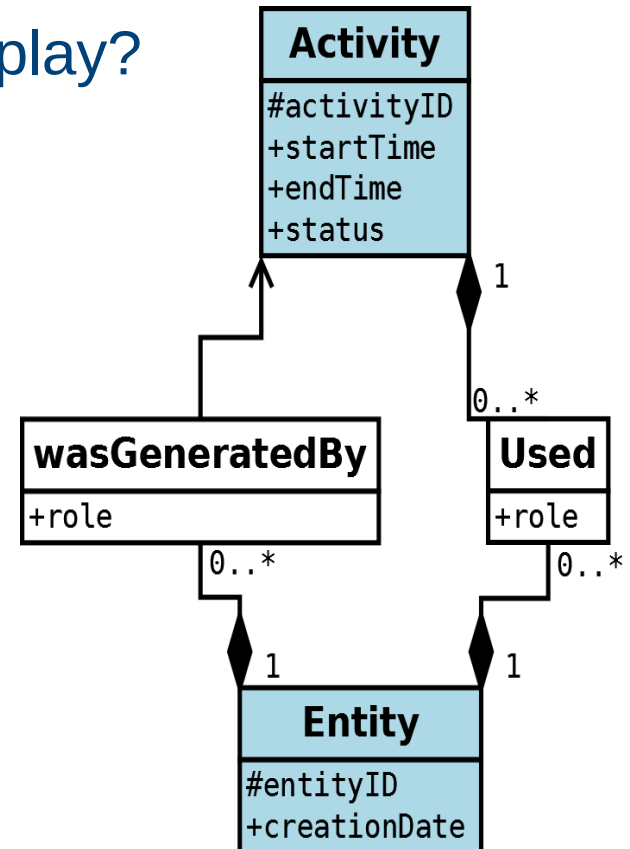 play?
Activity
#activityID
+startTime
+endTime
+status
1
0..*
wasGeneratedBy
+role
Used
+role
0..*
0..*
1
1
Entity
#entityID
+creationDate